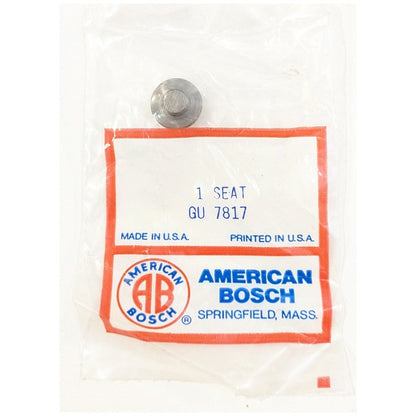 1 SEAT
GU 7817
MADE IN U.S.A. PRINTED IN U.S.A.
AMERICAN
AB
BOSCH
®
AMERICAN
BOSCH
SPRINGFIELD, MASS.